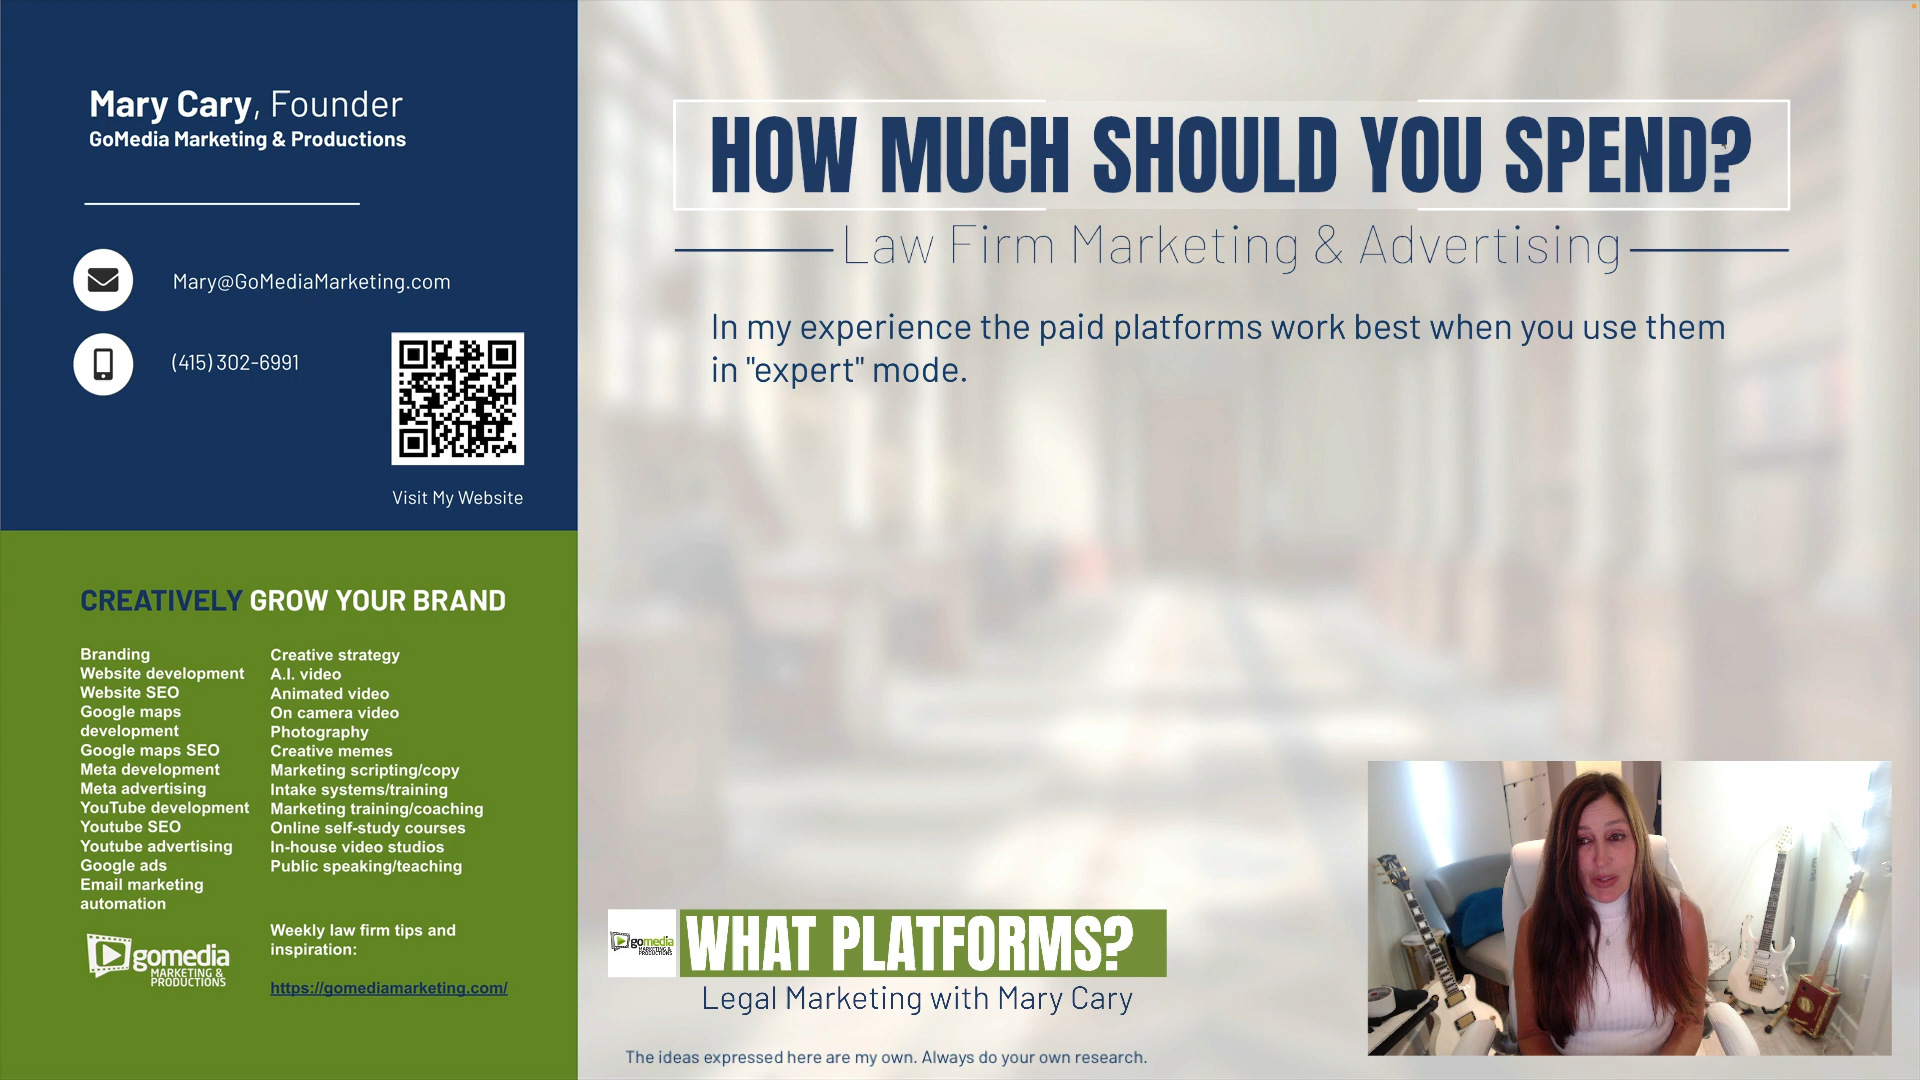 Mary Cary, Founder
GoMedia Marketing & Productions
Mary@GoMediaMarketing.com
(415) 302-6991
Visit My Website
CREATIVELY GROW YOUR BRAND
Branding
Website development
Website SEO
Google maps
development
Google maps SEO
Meta development
Meta advertising
YouTube development
Youtube SEO
Youtube advertising
Google ads
Email marketing
automation
Creative strategy
A.I. video
Animated video
On camera video
Photography
Creative memes
Marketing scripting/copy
Intake systems/training
Marketing training/coaching
Online self-study courses
In-house video studios
Public speaking/teaching
Weekly law firm tips and
inspiration:
https://gomediamarketing.com/
gomedia
MARKETING &
PRODUCTIONS
HOW MUCH SHOULD YOU SPEND?
Law Firm Marketing & Advertising
In my experience the paid platforms work best when you use them
in "expert" mode.
gomedia
MARKETING &
PRODUCTIONS
WHAT PLATFORMS?
Legal Marketing with Mary Cary
The ideas expressed here are my own. Always do your own research.